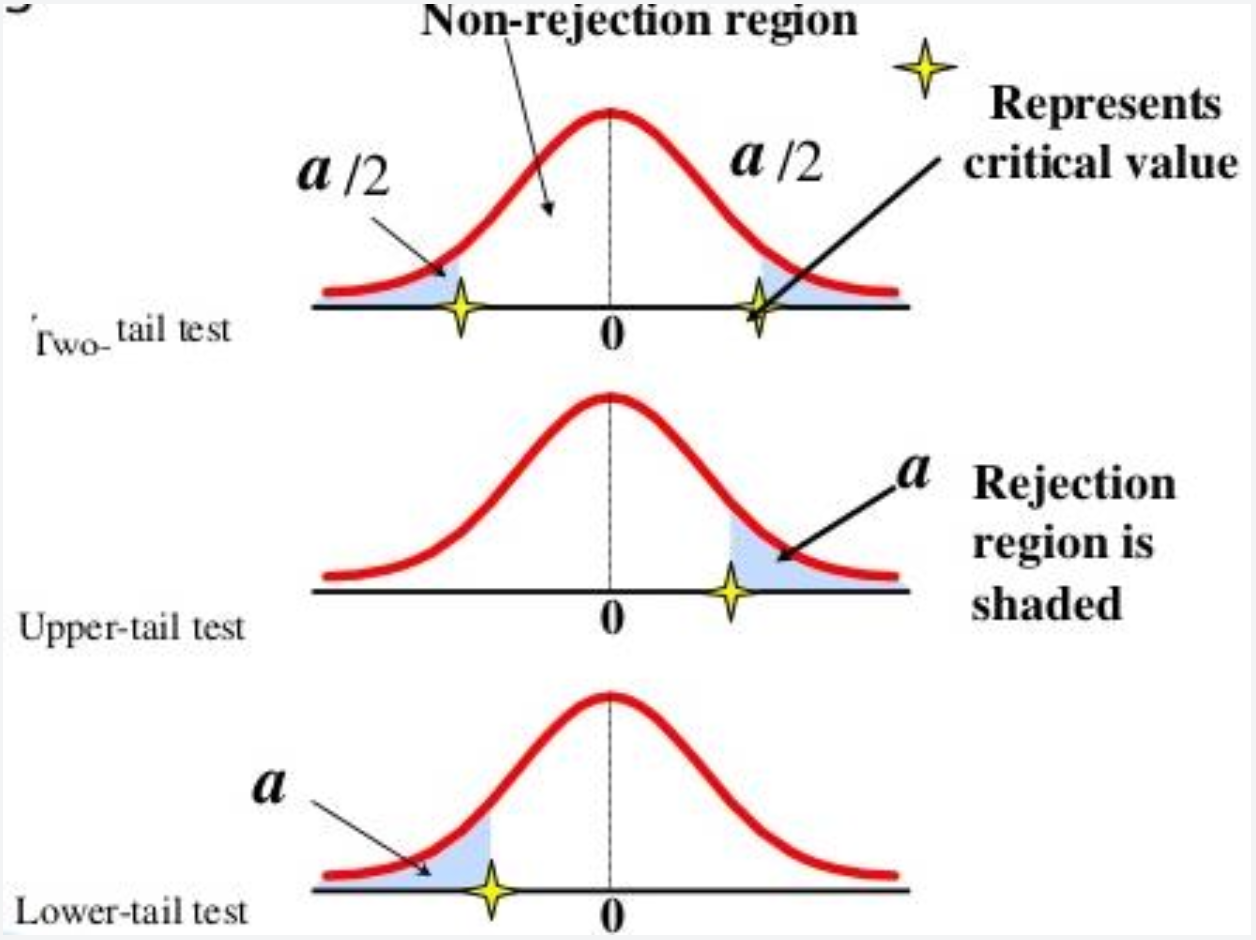 Non-rejection region
Represents
critical value
a /2
a /2
0
Two- tail test
a
Rejection
region is
shaded
0
Upper-tail test
a
0
Lower-tail test